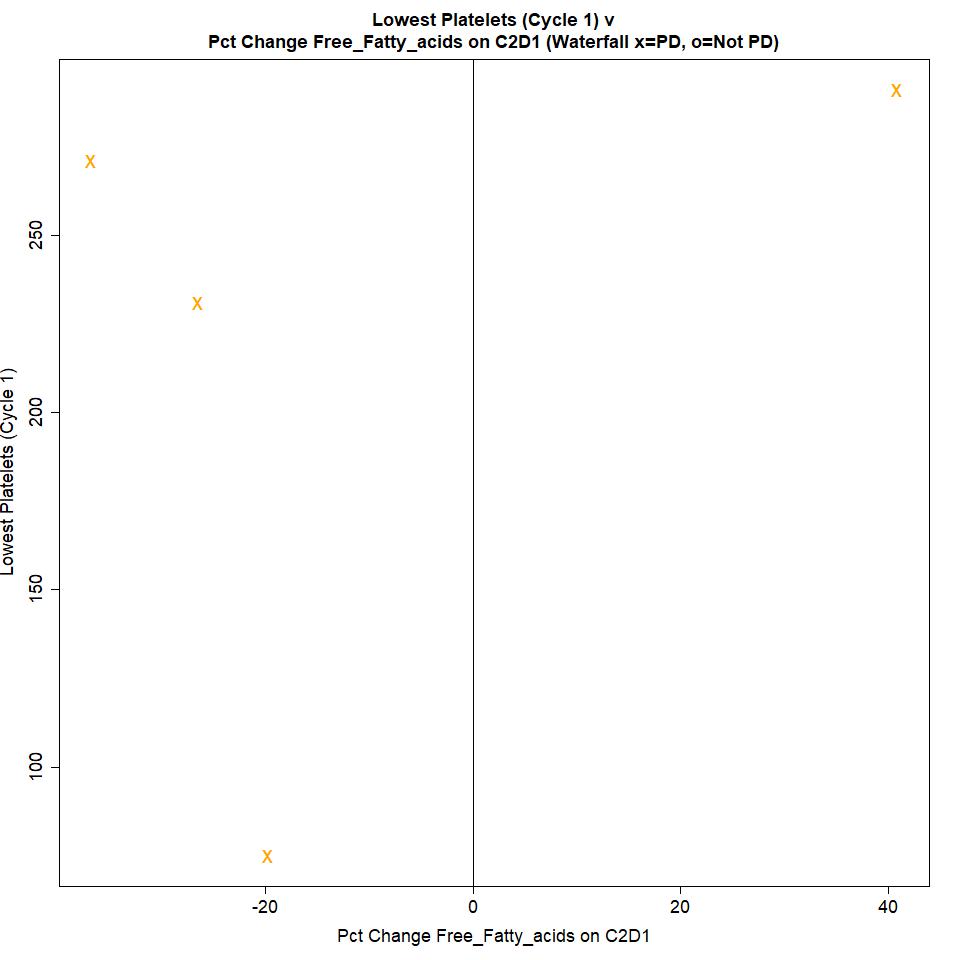 Lowest Platelets (Cycle 1) v
Pct Change Free_Fatty_acids on C2D1 (Waterfall x=PD, o=Not PD)
X
X
250
X
200
Lowest Platelets (Cycle 1)
150
100
X
-20 0 20 40
Pct Change Free_Fatty_acids on C2D1